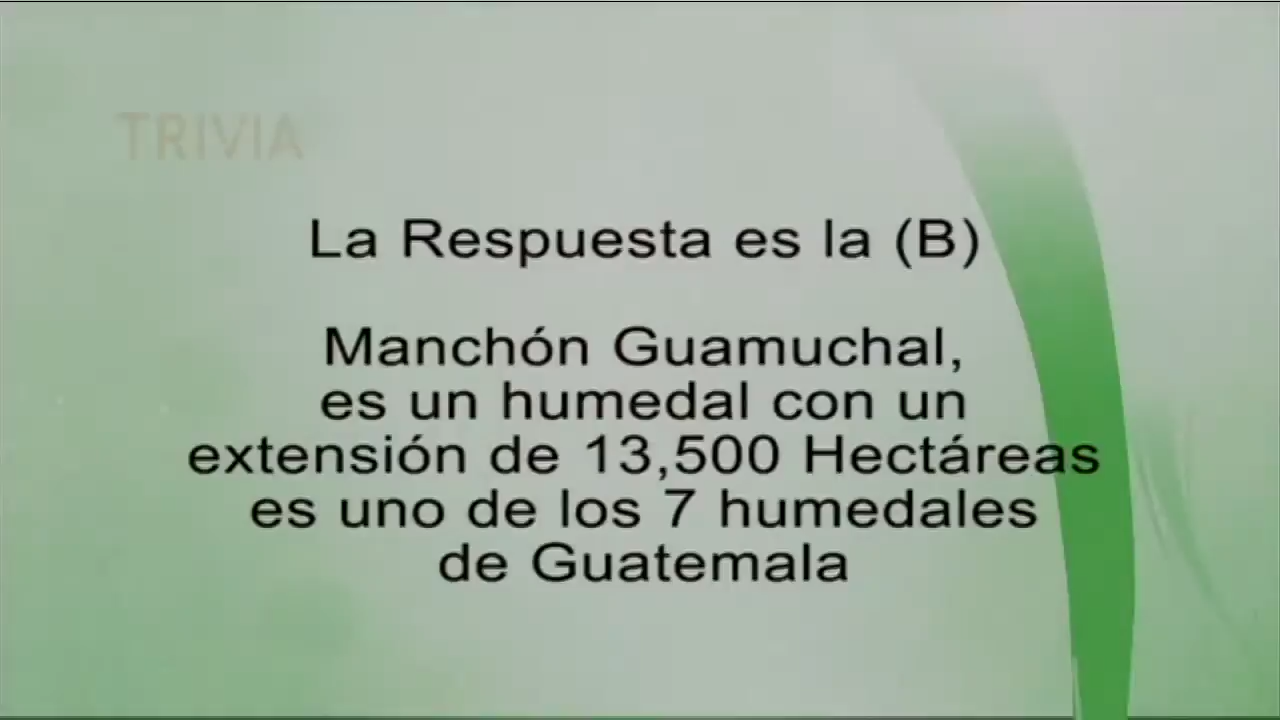 TRIVIA
La Respuesta es la (B)
Manchón Guamuchal,
es un humedal con un
extensión de 13,500 Hectáreas
es uno de los 7 humedales
de Guatemala